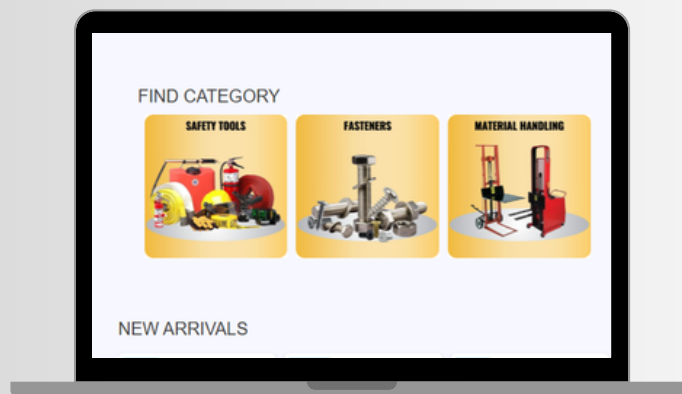 FIND CATEGORY
SAFETY TOOLS
FASTENERS
MATERIAL HANDLING
NEW ARRIVALS